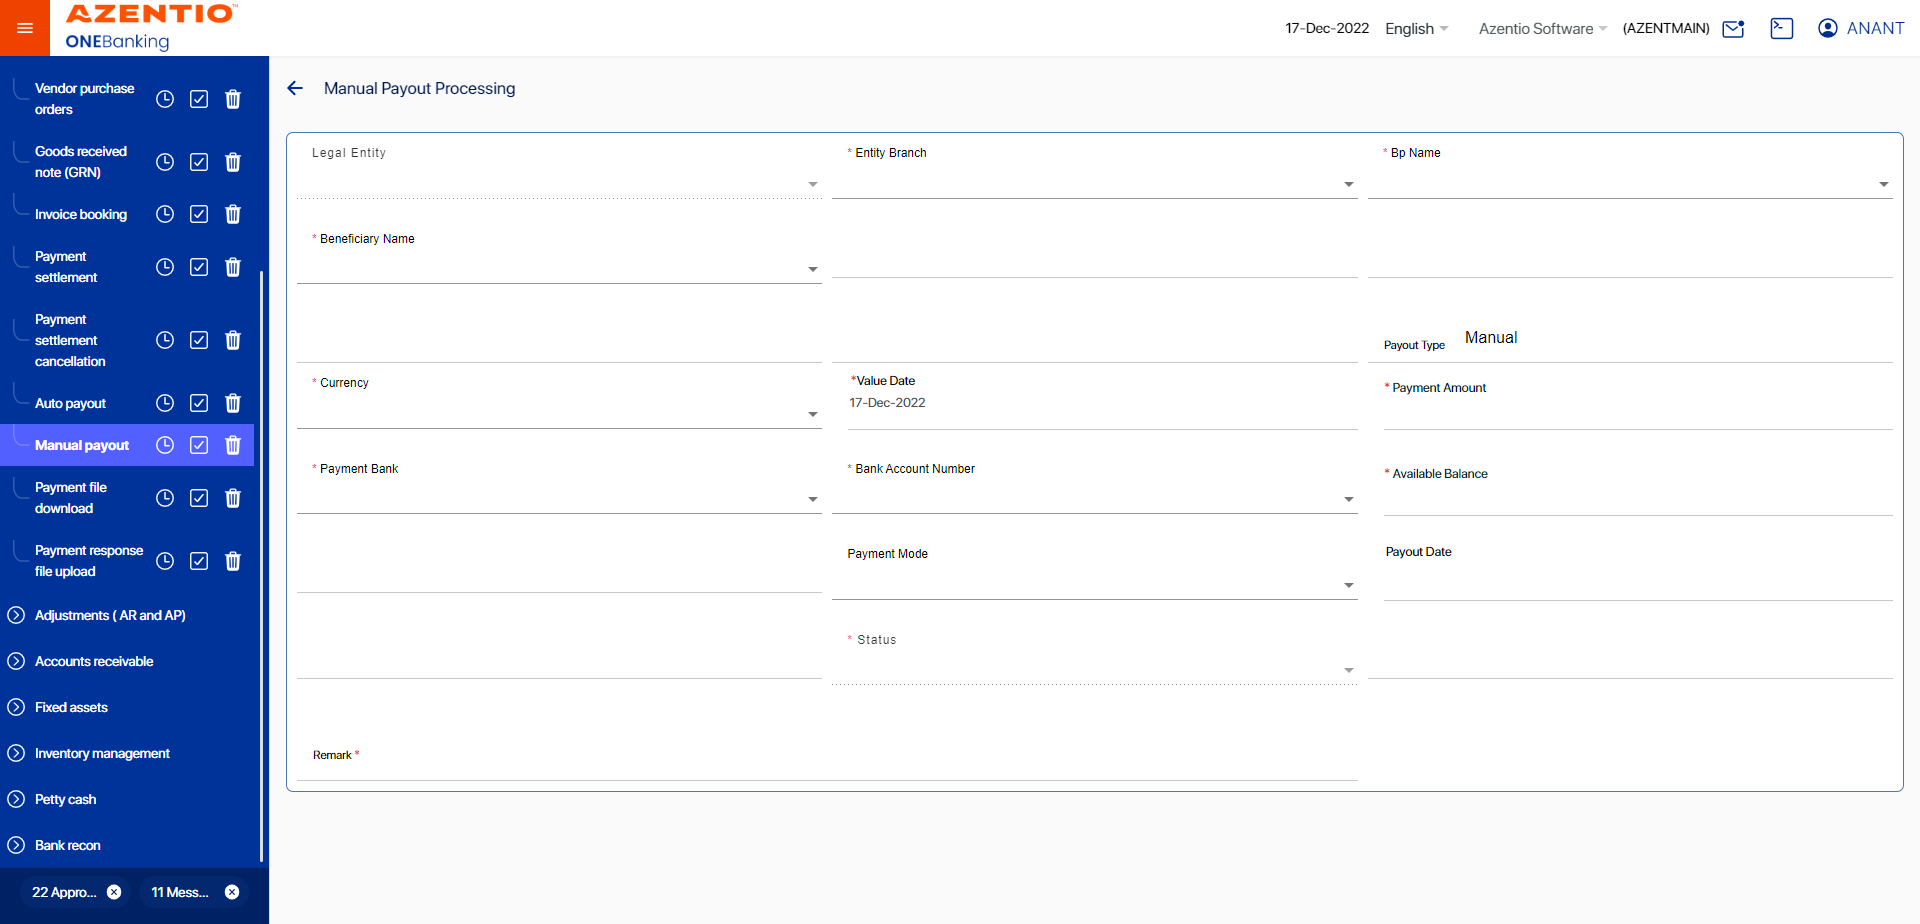 AZENTIO™
ONEBanking
17-Dec-2022
English
Azentio Software
(AZENTMAIN)
ANANT
Vendor purchase
orders
Goods received
note (GRN)
Invoice booking
Payment
settlement
Payment
settlement
cancellation
Auto payout
Manual payout
Payment file
download
Payment response
file upload
Adjustments ( AR and AP)
Accounts receivable
Fixed assets
Inventory management
Petty cash
Bank recon
22 Appro...
11 Mess...
Manual Payout Processing
Legal Entity
* Entity Branch
* Bp Name
* Beneficiary Name
Payout Type Manual
* Currency
*Value Date
17-Dec-2022
* Payment Amount
* Payment Bank
* Bank Account Number
* Available Balance
Payment Mode
Payout Date
* Status
Remark *